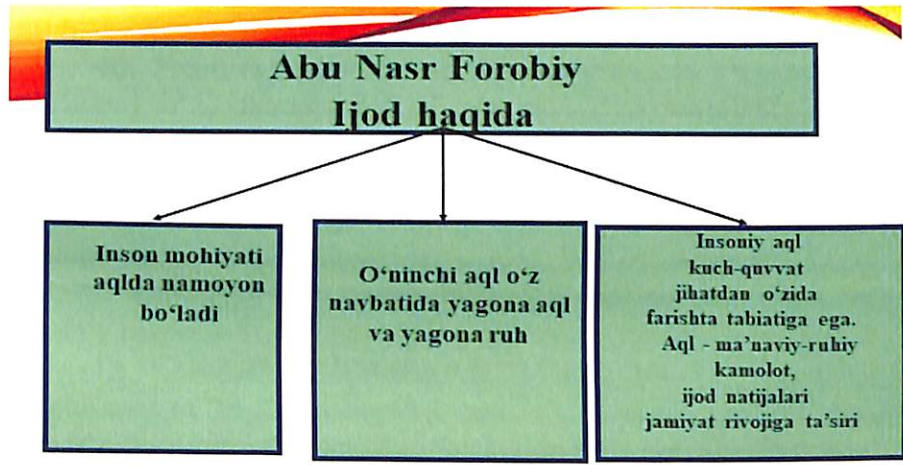 Abu Nasr Forobiy
Ijod haqida
Inson mohiyati
aqlda namoyon
bo‘ladi
O‘ninchi aql o‘z
navbatida yagona aql
va yagona ruh
Insoniy aql
kuch-quvvat
jihatdan o‘zida
farishta tabiatiga ega.
Aql - ma’naviy-ruhiy
kamolot,
ijod natijalari
jamiyat rivojiga ta’siri